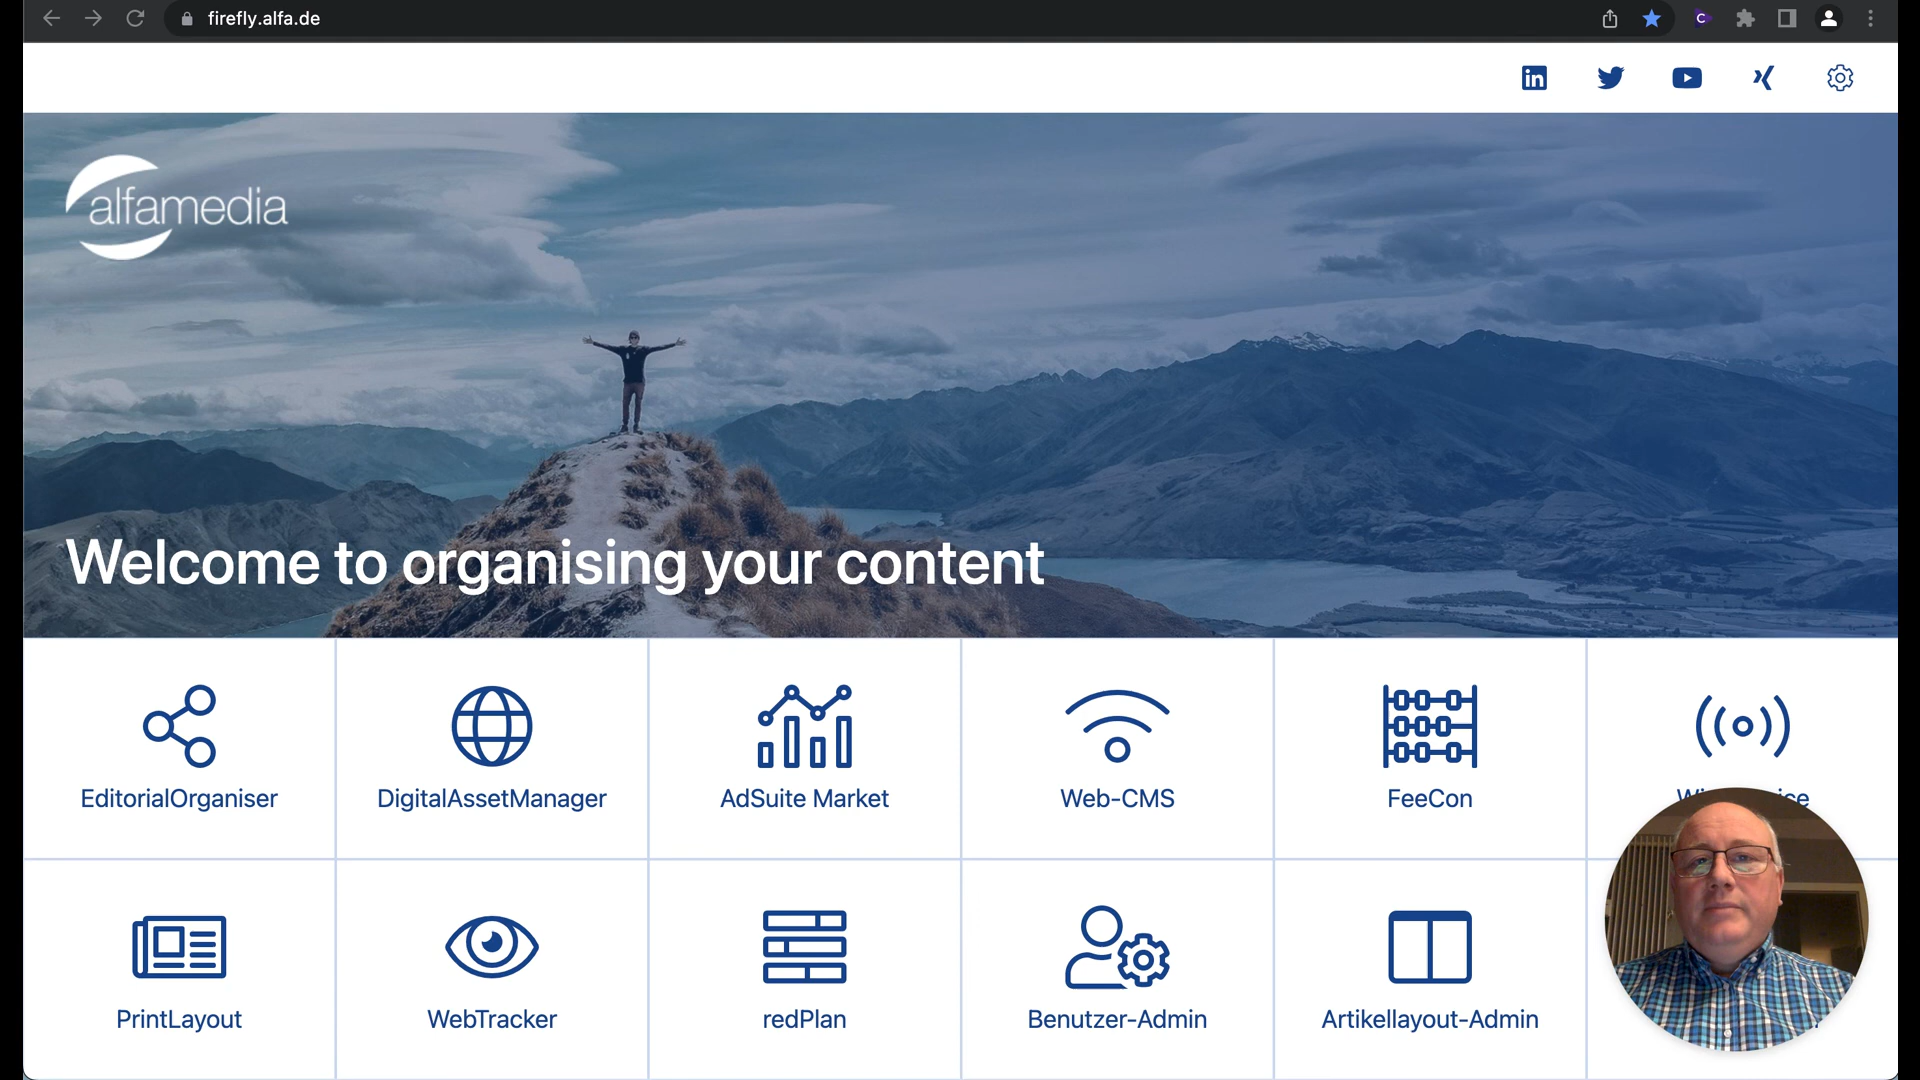 firefly.alfa.de
alfamedia
Welcome to organising your content
EditorialOrganiser
DigitalAssetManager
AdSuite Market
Web-CMS
FeeCon
PrintLayout
WebTracker
redPlan
Benutzer-Admin
Artikellayout-Admin